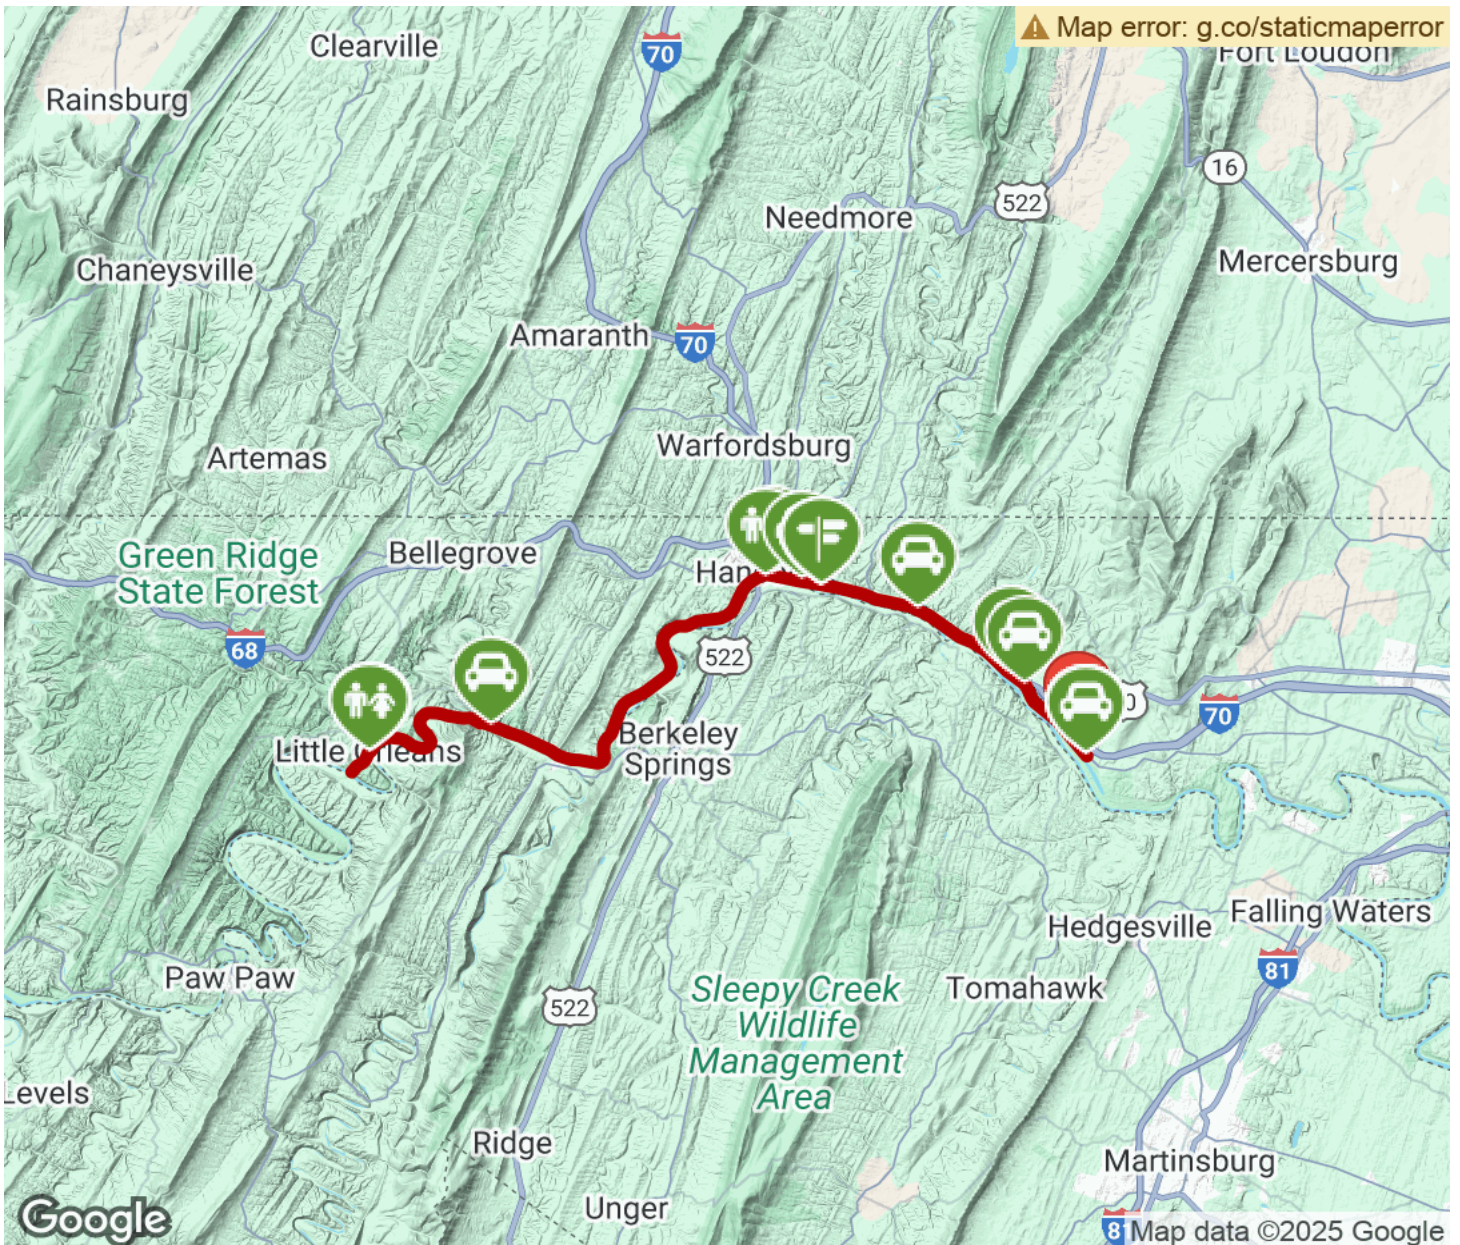 Map error: g.co/staticmaperror
Clearville
70
Fort Loudon
Rainsburg
16
522
Needmore
Mercersburg
Chaneysville
Amaranth
70
Warfordsburg
Artemas
Green Ridge
State Forest
Bellegrove
Han
68
522
Little
Berkeley
Springs
70
Hedgesville
Falling Waters
81
Paw Paw
Tomahawk
522
Sleepy Creek
Wildlife
Management
Area
Levels
Ridge
Martinsburg
Unger
Google
Map data ©2025 Google